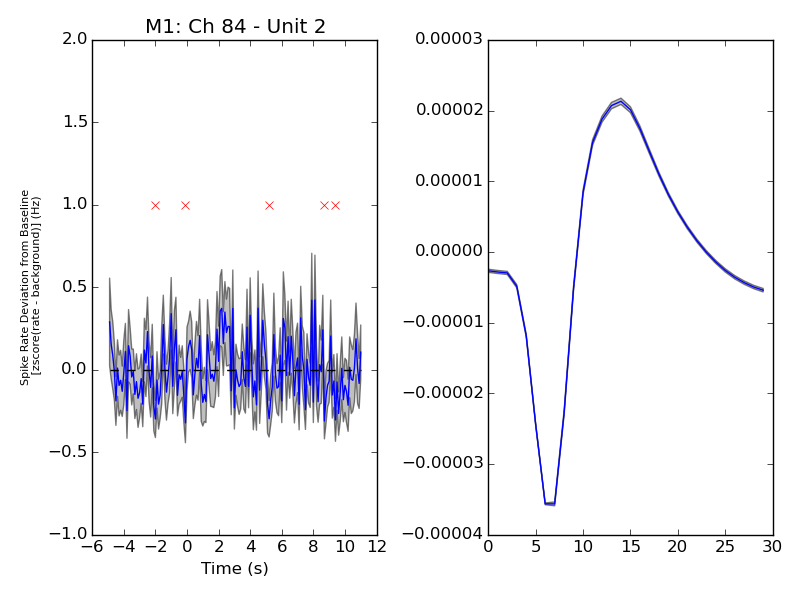 M1: Ch 84 - Unit 2
Spike Rate Deviation from Baseline
[zscore(rate - background)] (Hz)
2.0
1.5
1.0
0.5
0.0
−0.5
−1.0
−6 −4 −2 0 2 4 6 8 10 12
Time (s)
0.00003
0.00002
0.00001
0.00000
−0.00001
−0.00002
−0.00003
−0.00004
0 5 10 15 20 25 30